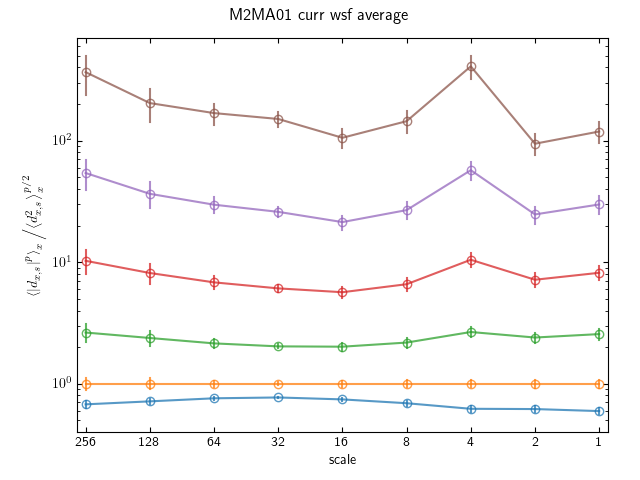 M2MA01 curr wsf average
⟨|d_{x,s}|^p⟩_x / ⟨d²_{x,s}⟩_x^{p/2}
10²
10¹
10⁰
256 128 64 32 16 8 4 2 1
scale